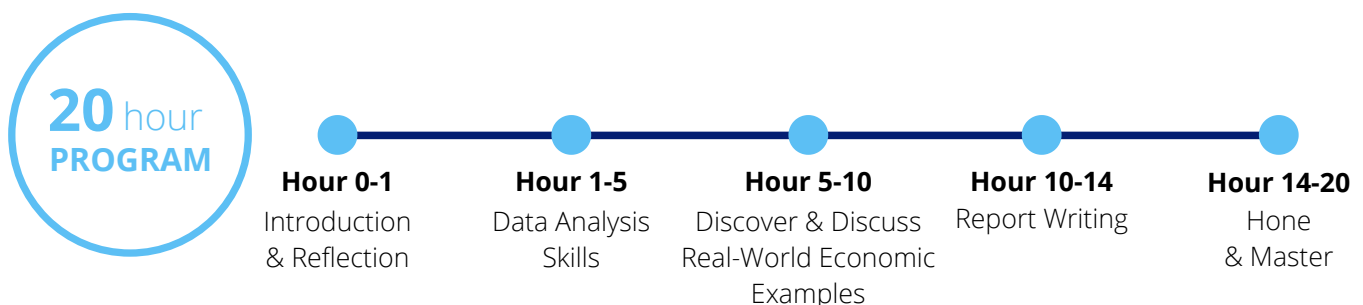 20 hour
PROGRAM
Hour 0-1
Introduction
& Reflection
Hour 1-5
Data Analysis
Skills
Hour 5-10
Discover & Discuss
Real-World Economic
Examples
Hour 10-14
Report Writing
Hour 14-20
Hone
& Master